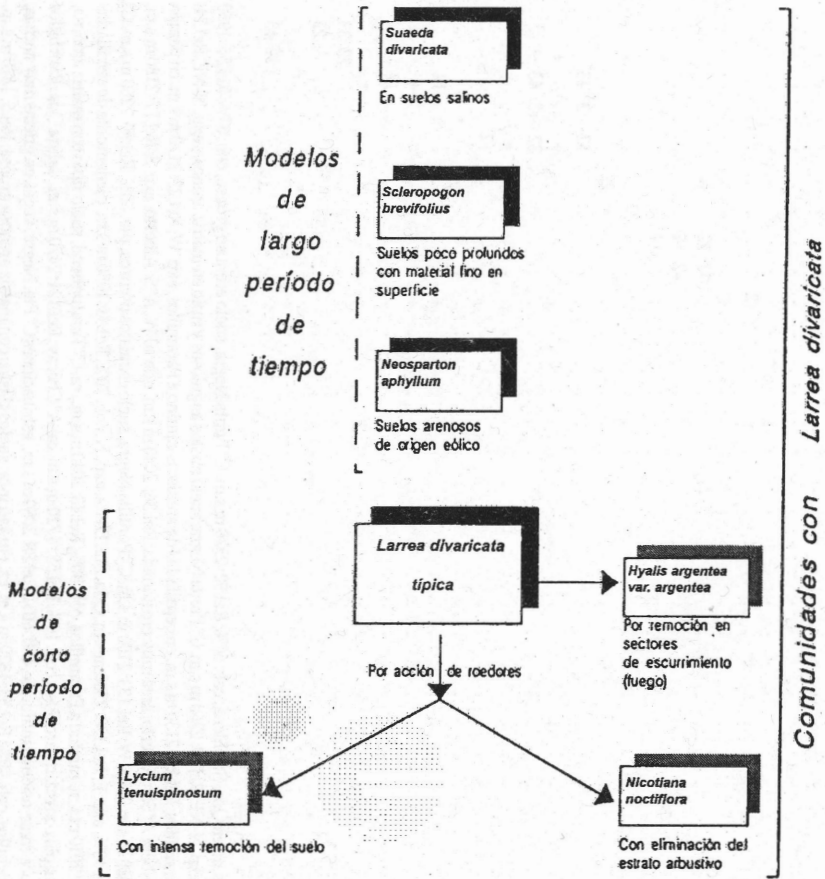 Suaeda
divaricata
En suelos salinos
Modelos
de
largo
período
de
tiempo
Scleropogon
brevifolius
Suelos poco profundos
con material fino en
superficie
Neosparton
aphyllum
Suelos arenosos
de origen eólico
Comunidades con Larrea divaricata
Modelos
de
corto
período
de
tiempo
Larrea divaricata
típica
Hyalis argentea
var. argentea
Por remoción en
sectores
de escurrimiento
(fuego)
Por acción de roedores
Lycium
tenuispinosum
Con intensa remoción del suelo
Nicotiana
noctiflora
Con eliminación del
estrato arbustivo